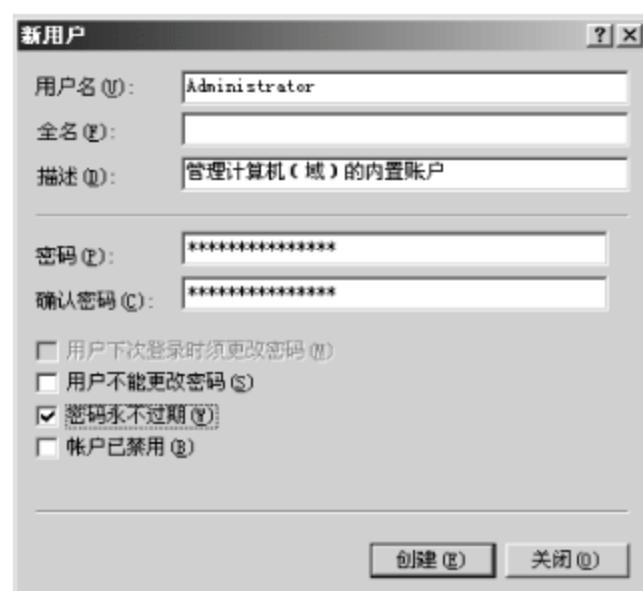 新用户
用户名(U): Administrator
全名(F):
描述(D): 管理计算机(域)的内置账户
密码(P): ***************
确认密码(C): ***************
用户下次登录时须更改密码(M)
用户不能更改密码(S)
密码永不过期(W)
帐户已禁用(B)
创建(E) 关闭(O)